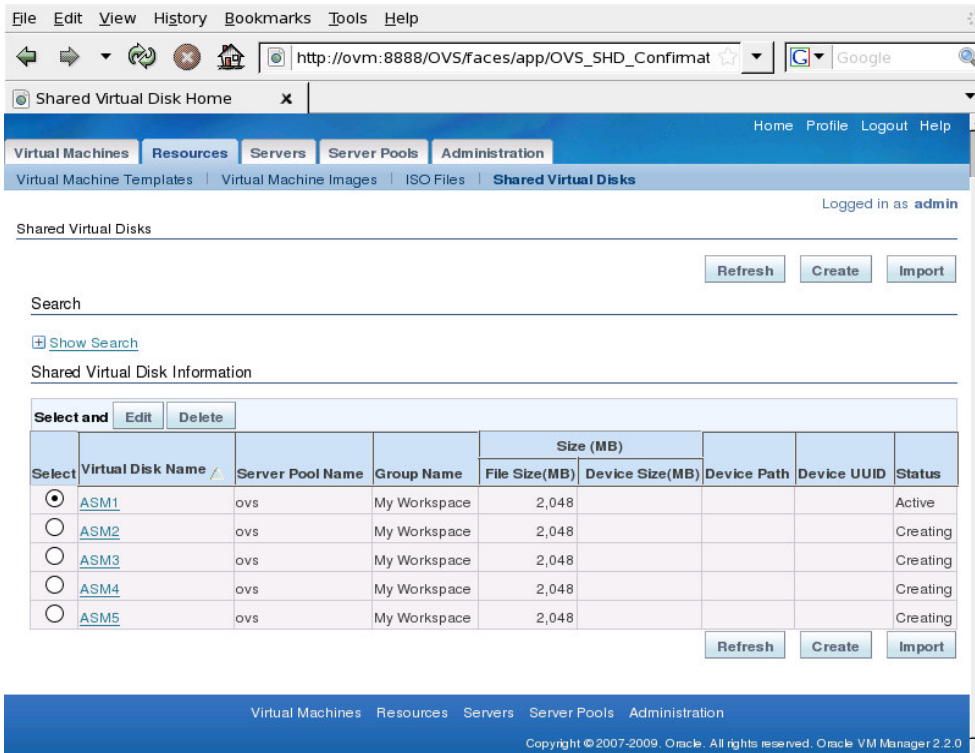 File Edit View History Bookmarks Tools Help
http://ovm:8888/OVS/faces/app/OVS_SHD_Confirmat G Google
Shared Virtual Disk Home x
Home Profile Logout Help
Virtual Machines Resources Servers Server Pools Administration
Virtual Machine Templates | Virtual Machine Images | ISO Files | Shared Virtual Disks
Logged in as admin
Shared Virtual Disks
Refresh Create Import
Search
Show Search
Shared Virtual Disk Information
Select and Edit Delete
Size (MB)
Select Virtual Disk Name Server Pool Name Group Name File Size(MB) Device Size(MB) Device Path Device UUID Status
ASM1 ovs My Workspace 2,048 Active
ASM2 ovs My Workspace 2,048 Creating
ASM3 ovs My Workspace 2,048 Creating
ASM4 ovs My Workspace 2,048 Creating
ASM5 ovs My Workspace 2,048 Creating
Refresh Create Import
Virtual Machines Resources Servers Server Pools Administration
Copyright © 2007-2009. Oracle. All rights reserved. Oracle VM Manager 2.2.0